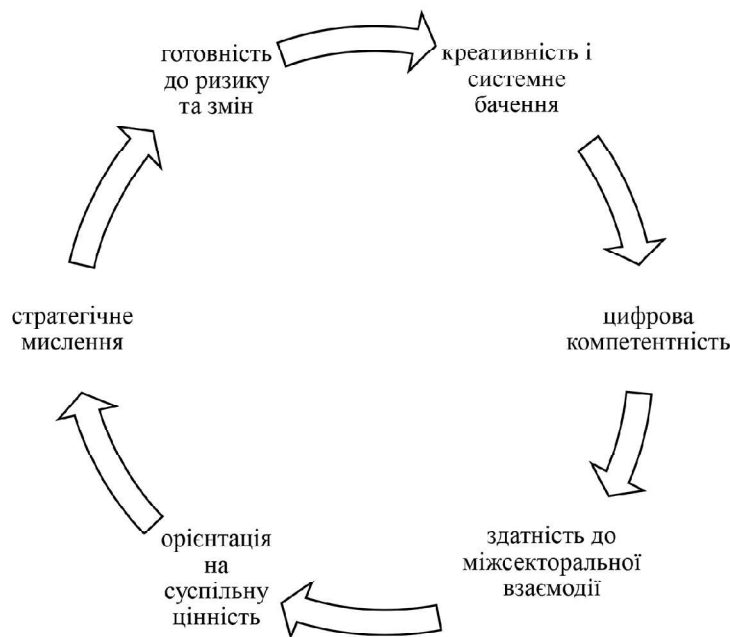 готовність
до ризику
та змін
креативність і
системне
бачення
цифрова
компетентність
здатність до
міжсекторальної
взаємодії
орієнтація
на
суспільну
цінність
стратегічне
мислення